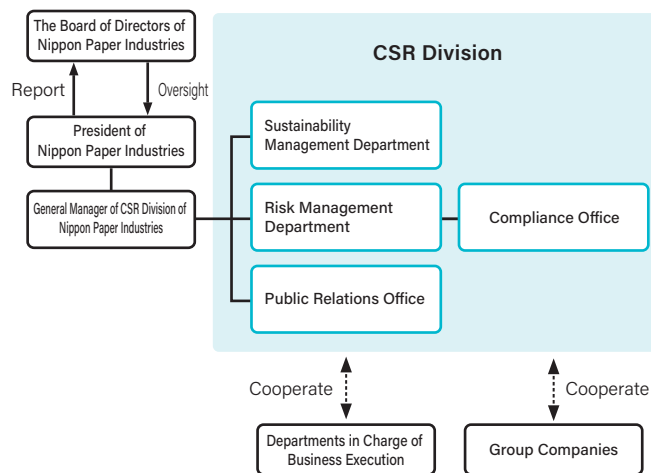 The Board of Directors of
Nippon Paper Industries
Report
Oversight
President of
Nippon Paper Industries
General Manager of CSR Division of
Nippon Paper Industries
CSR Division
Sustainability
Management Department
Risk Management
Department
Compliance Office
Public Relations Office
Cooperate
Cooperate
Departments in Charge of
Business Execution
Group Companies